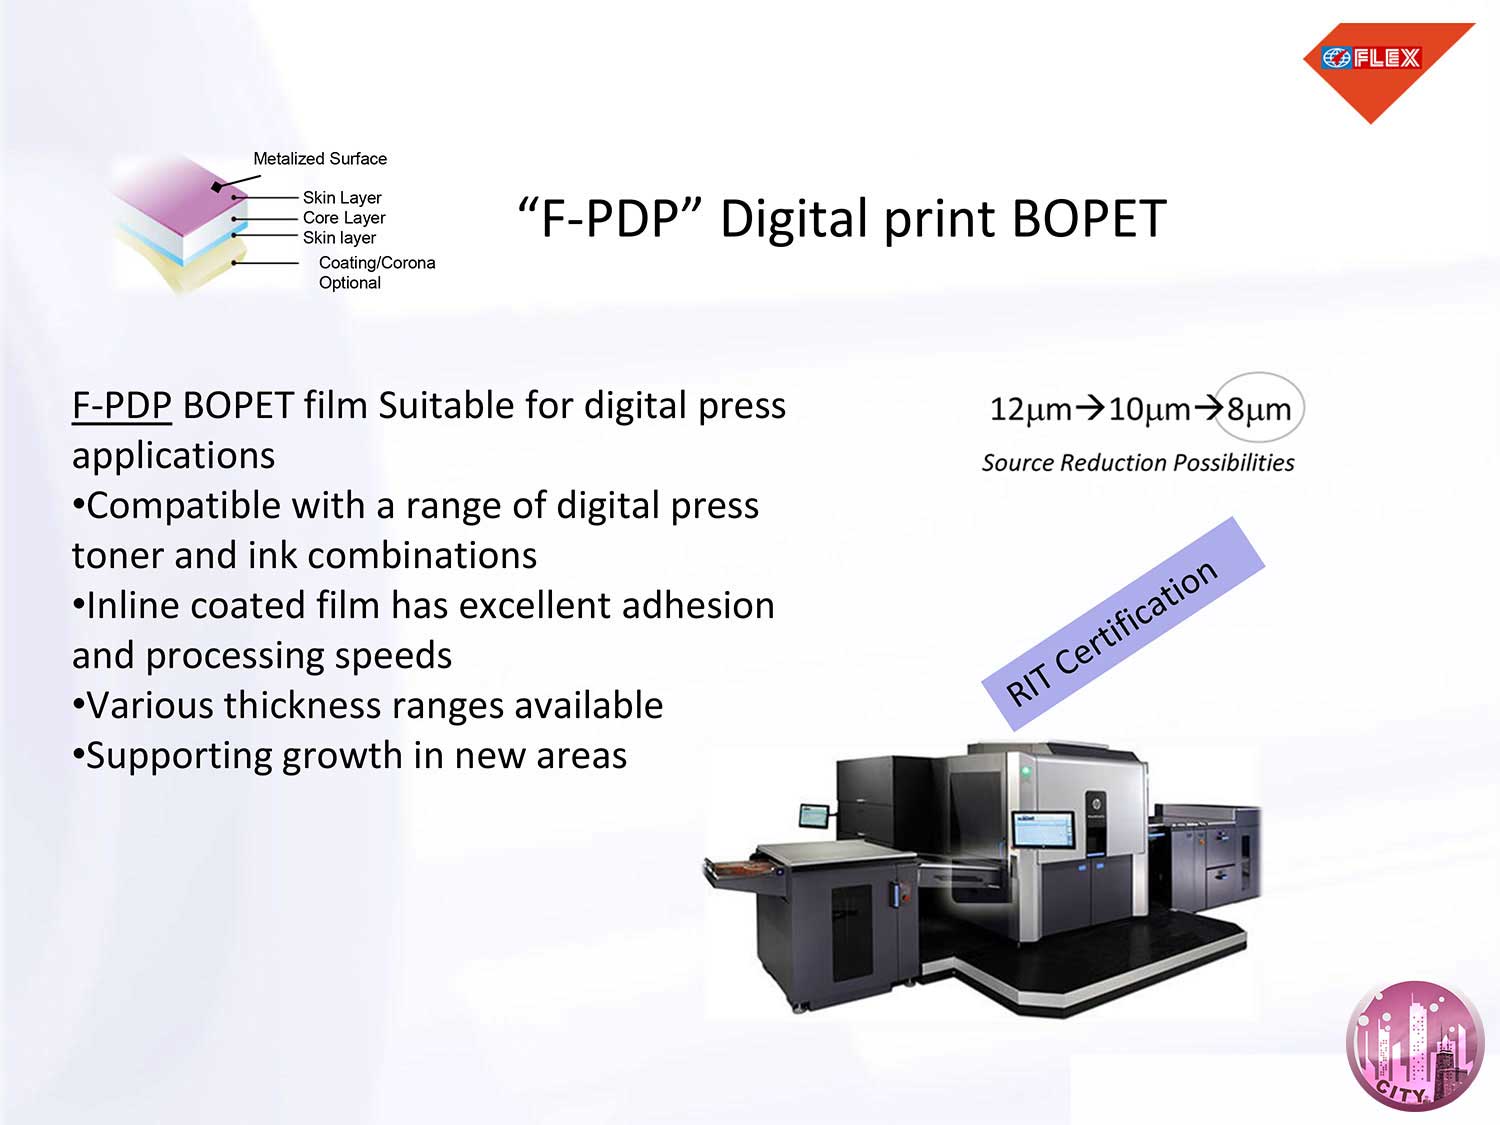 FLEX
Metalized Surface
Skin Layer
Core Layer
Skin layer
Coating/Corona
Optional
“F-PDP” Digital print BOPET
F-PDP BOPET film Suitable for digital press
applications
•Compatible with a range of digital press
toner and ink combinations
•Inline coated film has excellent adhesion
and processing speeds
•Various thickness ranges available
•Supporting growth in new areas
12µm→10µm→8µm
Source Reduction Possibilities
RIT Certification
hp
CITY